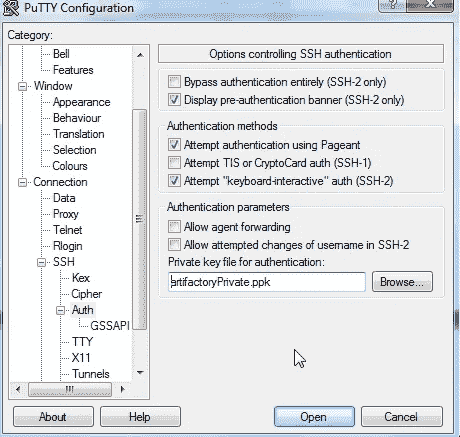 PuTTY Configuration
Category:
Bell
Features
Window
Appearance
Behaviour
Translation
Selection
Colours
Connection
Data
Proxy
Telnet
Rlogin
SSH
Kex
Cipher
Auth
GSSAPI
TTY
X11
Tunnels
Options controlling SSH authentication
Bypass authentication entirely (SSH-2 only)
Display pre-authentication banner (SSH-2 only)
Authentication methods
Attempt authentication using Pageant
Attempt TIS or CryptoCard auth (SSH-1)
Attempt "keyboard-interactive" auth (SSH-2)
Authentication parameters
Allow agent forwarding
Allow attempted changes of username in SSH-2
Private key file for authentication:
artifactoryPrivate.ppk
Browse...
About
Help
Open
Cancel